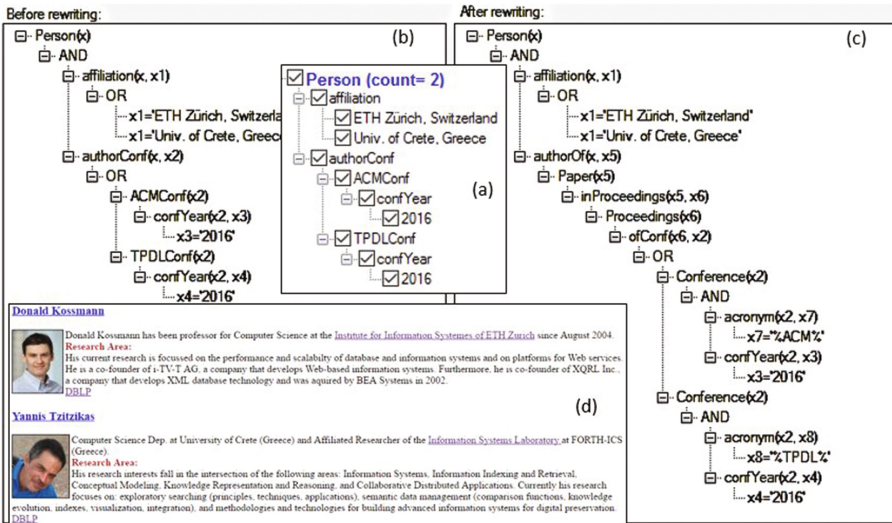 Before rewriting:
(b)
Person(x)
AND
affiliation(x, x1)
OR
x1='ETH Zürich, Switzerla
x1='Univ. of Crete, Greec
authorConf(x, x2)
OR
ACMConf(x2)
confYear(x2, x3)
x3='2016'
TPDLConf(x2)
confYear(x2, x4)
x4='2016'
Person (count= 2)
affiliation
ETH Zürich, Switzerland
Univ. of Crete, Greece
authorConf
ACMConf
(a)
confYear
2016
TPDLConf
confYear
2016
After rewriting:
(c)
Person(x)
AND
affiliation(x, x1)
OR
x1='ETH Zürich, Switzerland'
x1='Univ. of Crete, Greece'
authorOf(x, x5)
Paper(x5)
inProceedings(x5, x6)
Proceedings(x6)
ofConf(x6, x2)
OR
Conference(x2)
AND
acronym(x2, x7)
x7='%ACM%'
confYear(x2, x3)
x3='2016'
Conference(x2)
AND
acronym(x2, x8)
x8='%TPDL%'
confYear(x2, x4)
x4='2016'
Donald Kossmann
Donald Kossmann has been professor for Computer Science at the Institute for Information Systemes of ETH Zurich since August 2004.
Research Area:
His current research is focussed on the performance and scalabilty of database and information systems and on platforms for Web services.
He is a co-founder of i-TV-T AG, a company that develops Web-based information systems. Furthermore, he is co-founder of XQRL Inc.,
a company that develops XML database technology and was aquired by BEA Systems in 2002.
DBLP
(d)
Yannis Tzitzikas
Computer Science Dep. at University of Crete (Greece) and Affiliated Researcher of the Information Systems Laboratory at FORTH-ICS
(Greece).
Research Area:
His research interests fall in the intersection of the following areas: Information Systems, Information Indexing and Retrieval,
Conceptual Modeling, Knowledge Representation and Reasoning, and Collaborative Distributed Applications. Currently his research
focuses on: exploratory searching (principles, techniques, applications), semantic data management (comparison functions, knowledge
evolution, indexes, visualization, integration), and methodologies and technologies for building advanced information systems for digital preservation.
DBLP